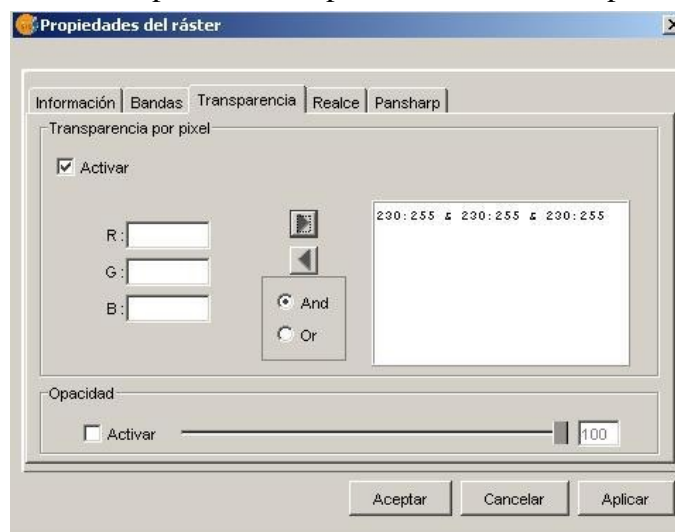 Propiedades del ráster
Información Bandas Transparencia Realce Pansharp
Transparencia por pixel
Activar
230:255 & 230:255 & 230:255
R:
G:
B:
And
Or
Opacidad
Activar
100
Aceptar Cancelar Aplicar